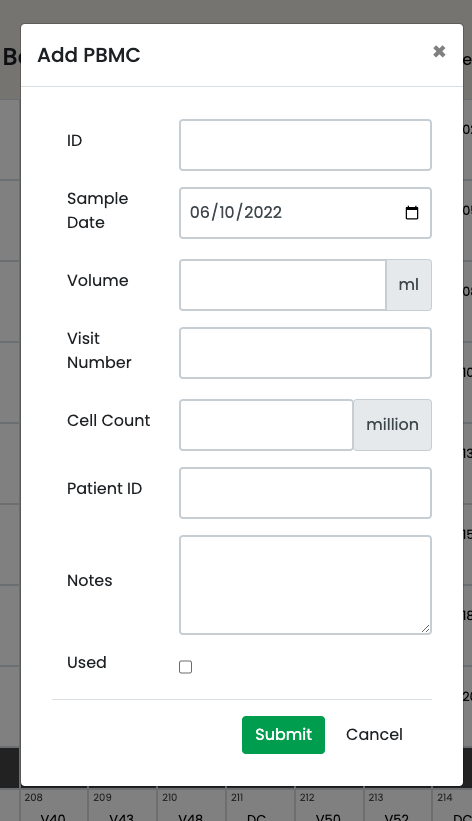 Add PBMC
✖
ID
Sample
Date
06/10/2022
Volume
ml
Visit
Number
Cell Count
million
Patient ID
Notes
Used
Submit Cancel
208 209 210 211 212 213 214
V40 V43 V48 DC V50 V52 DC